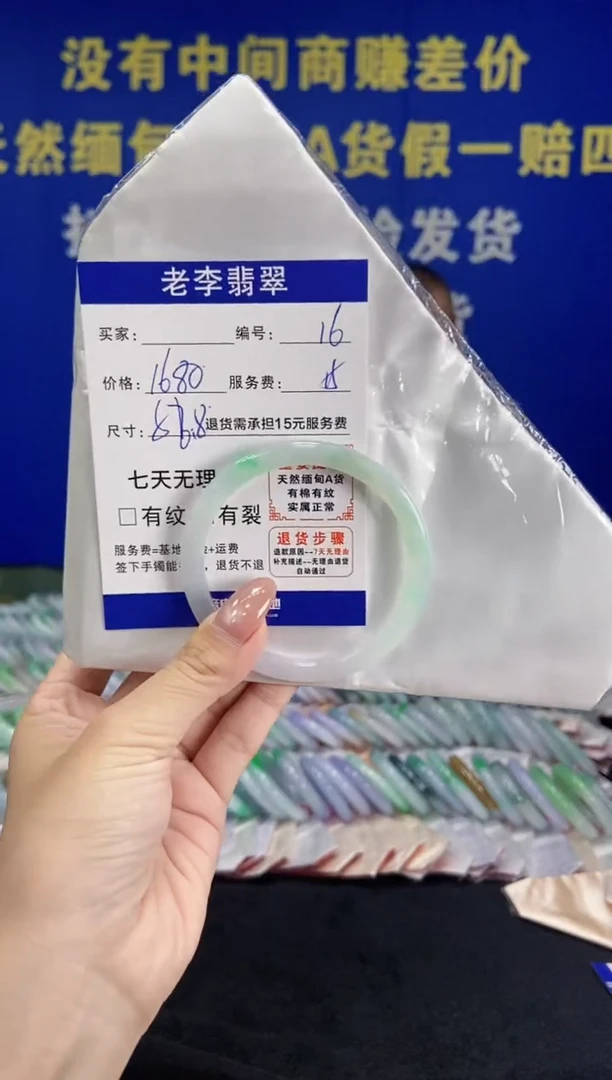 没有中间商赚差价
然缅甸 A货假一赔四
发货
老李翡翠
买家: 编号: 16
价格: 1680 服务费:
尺寸: 56.8 退货需承担15元服务费
七天无理
天然缅甸A货
有棉有纹
实属正常
□有纹 有裂
退货步骤
退款原因--7天无理由
补充描述--无理由退货
自动通过
服务费=基地 +运费
签下手镯能 , 退货不退